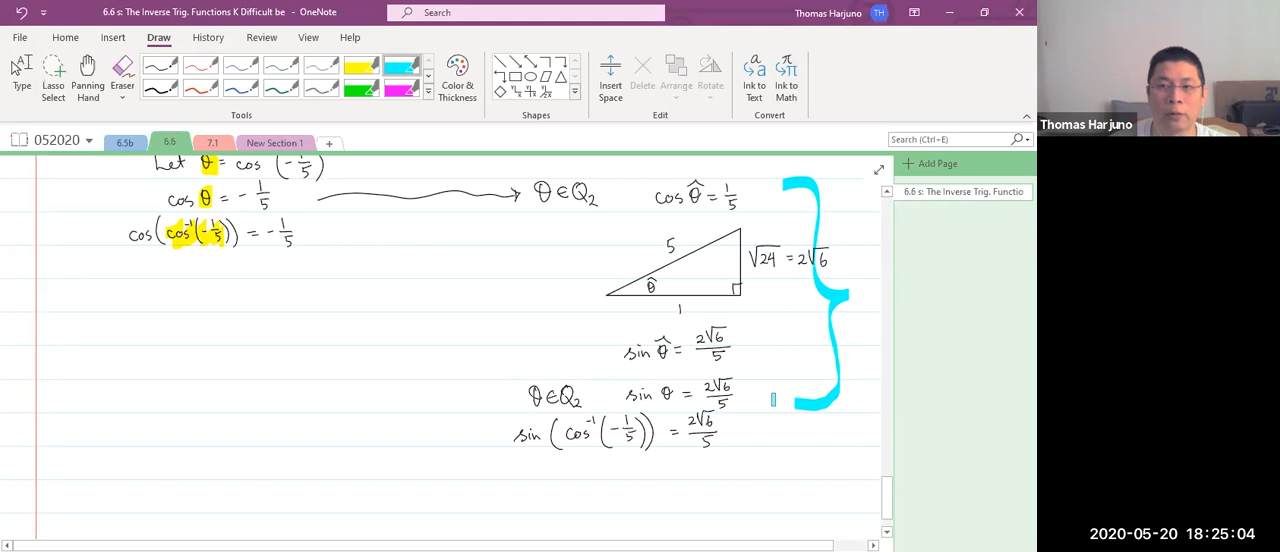 6.6 s: The Inverse Trig. Functions K Difficult be - OneNote
Search
Thomas Harjuno
TH
File Home Insert Draw History Review View Help
Type
Lasso Select
Panning Hand
Eraser
Color & Thickness
Insert Space
Delete
Arrange
Rotate
Ink to Text
Ink to Math
Tools
Shapes
Edit
Convert
052020
6.5b
6.6
7.1
New Section 1
Search (Ctrl+E)
Add Page
6.6 s: The Inverse Trig. Functio
Thomas Harjuno
Let θ = cos (-1/5)
cos θ = -1/5
θ∈Q₂
cos θ̂ = 1/5
cos(cos⁻¹(-1/5)) = -1/5
5
√24 = 2√6
θ̂
1
sin θ̂ = 2√6/5
θ∈Q₂ sin θ = 2√6/5
sin(cos⁻¹(-1/5)) = 2√6/5
2020-05-20 18:25:04